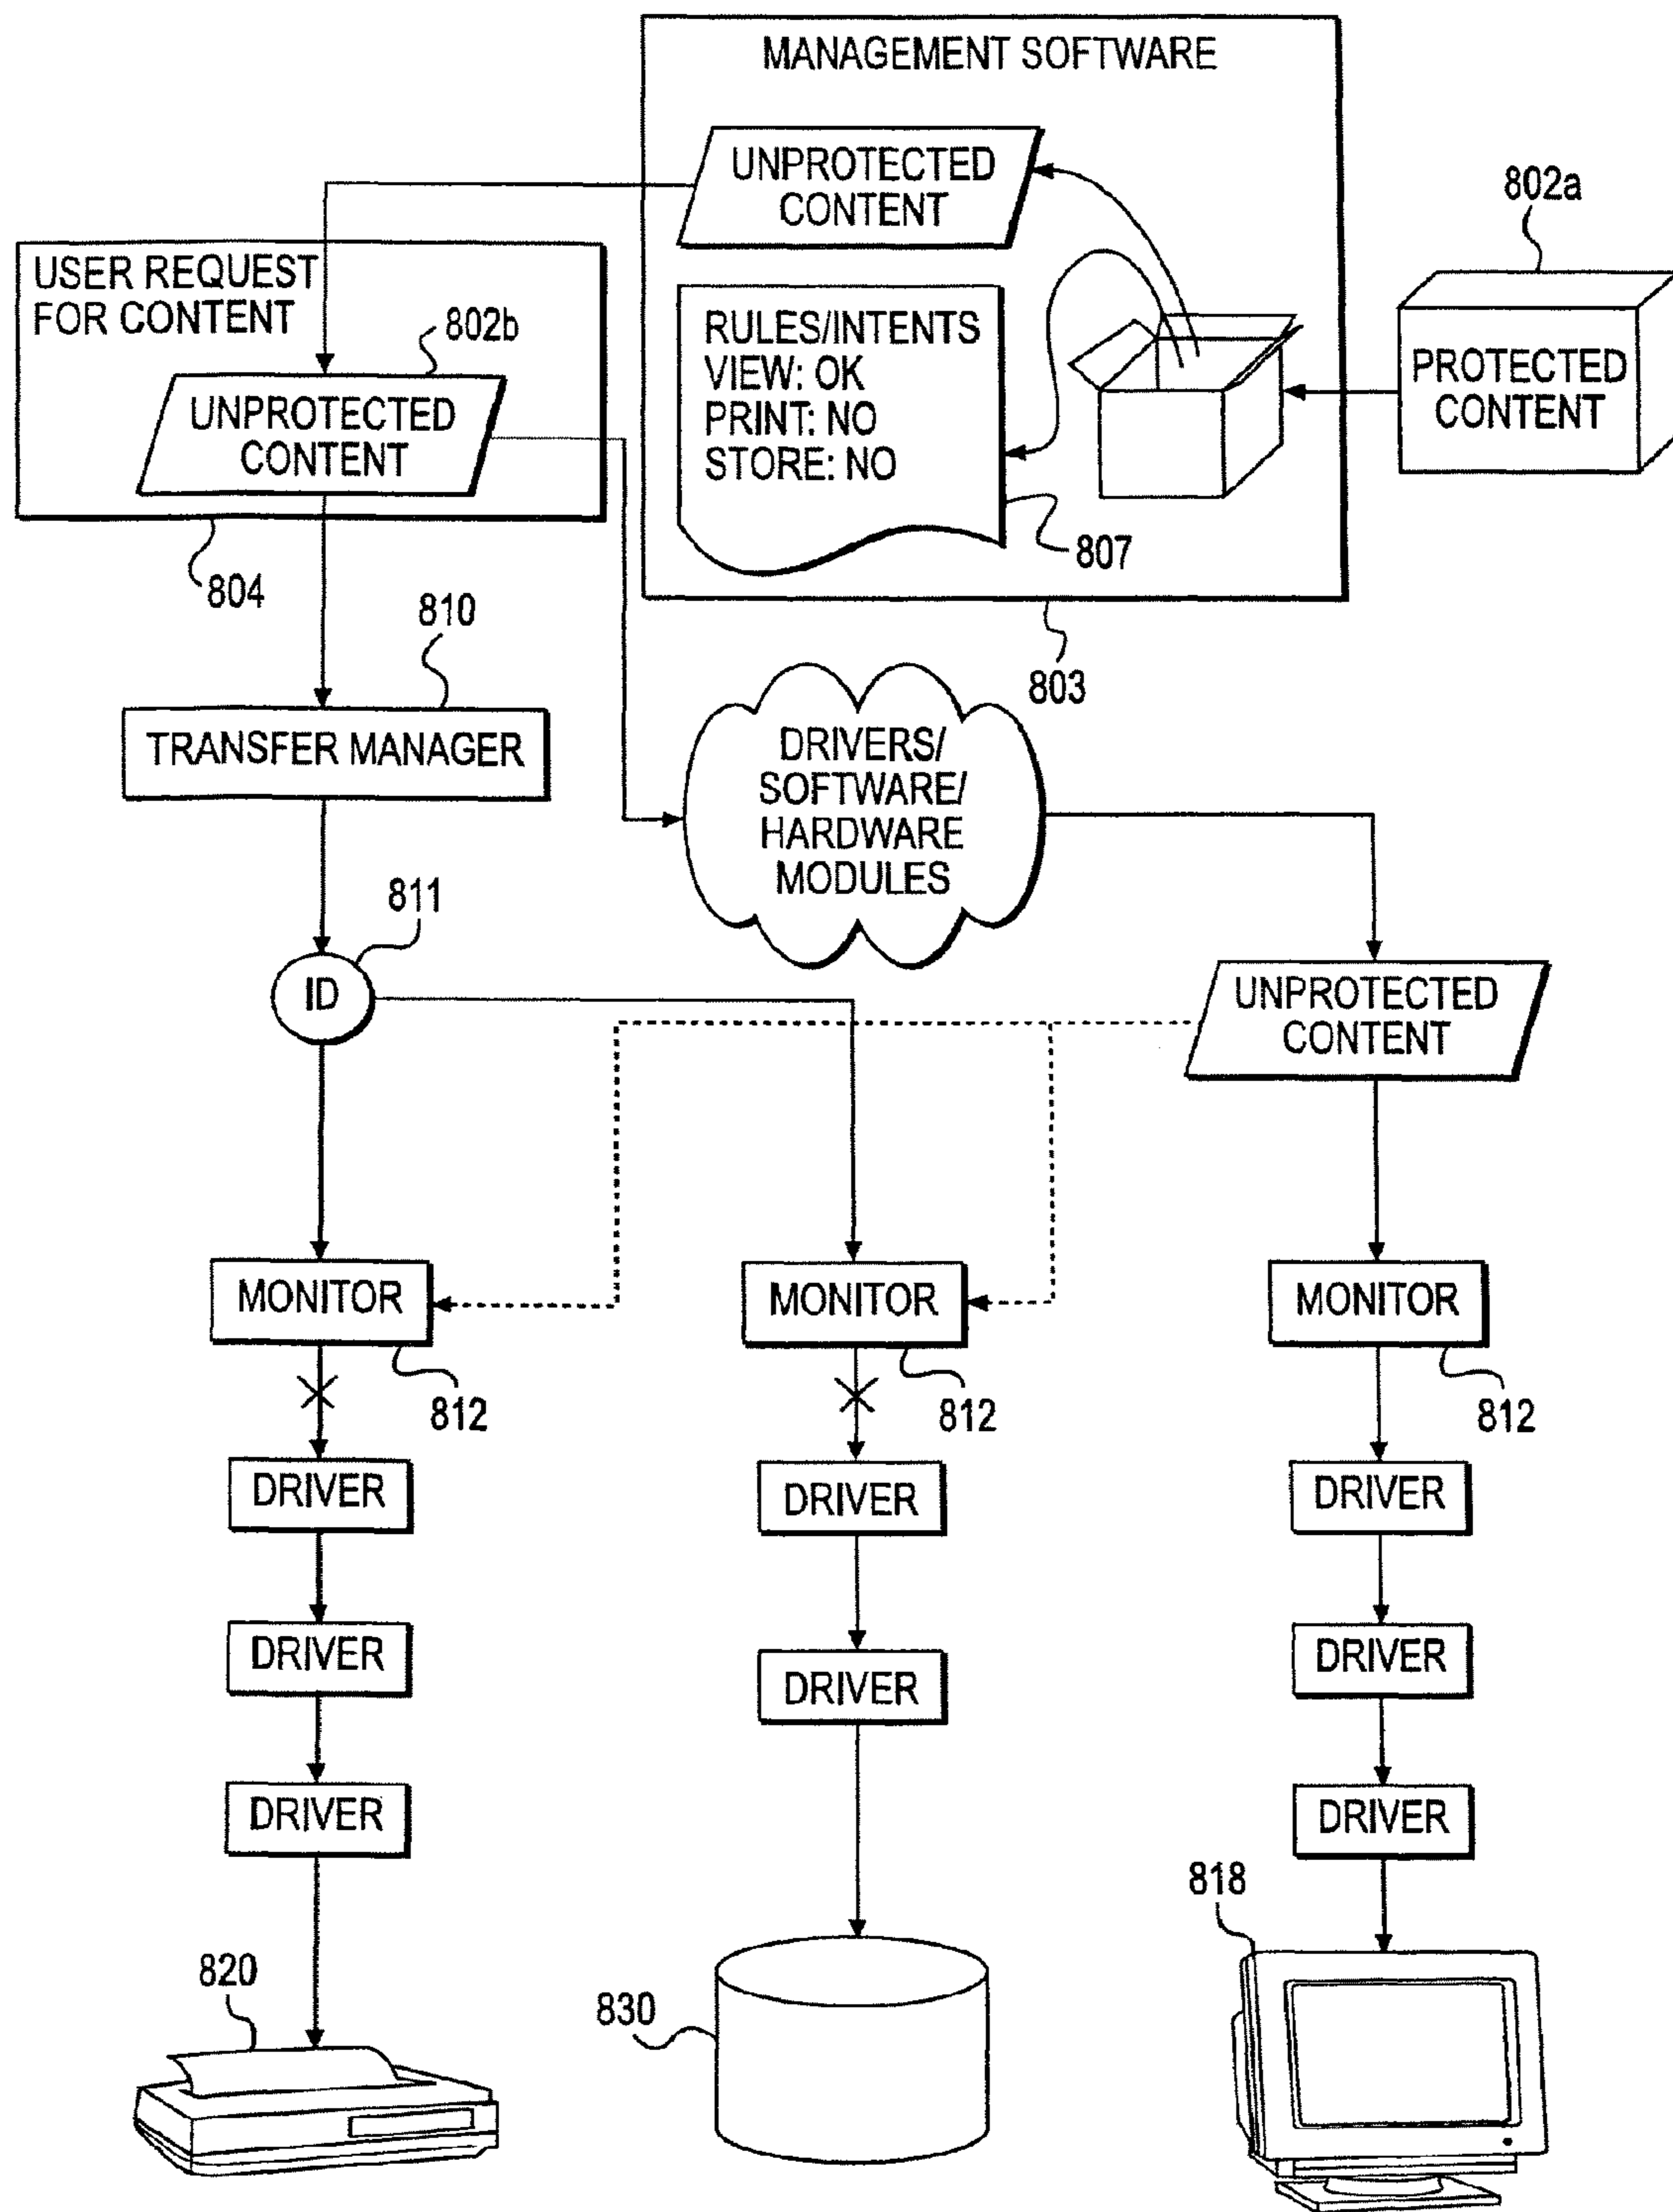 MANAGEMENT SOFTWARE
UNPROTECTED
CONTENT
802a
USER REQUEST
FOR CONTENT
802b
UNPROTECTED
CONTENT
RULES/INTENTS
VIEW: OK
PRINT: NO
STORE: NO
PROTECTED
CONTENT
807
804
810
803
TRANSFER MANAGER
DRIVERS/
SOFTWARE/
HARDWARE
MODULES
811
ID
UNPROTECTED
CONTENT
MONITOR
MONITOR
MONITOR
812
812
812
DRIVER
DRIVER
DRIVER
DRIVER
DRIVER
DRIVER
DRIVER
DRIVER
818
820
830